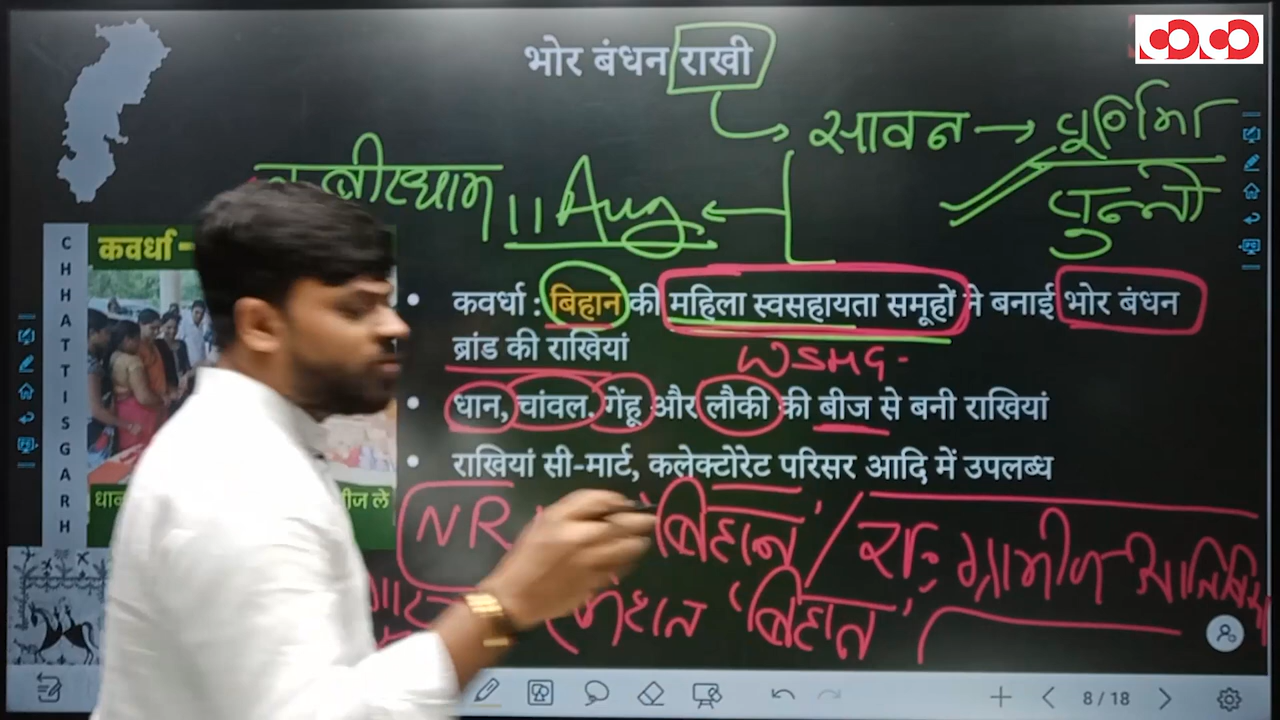 भोर बंधन राखी
सावन → पूर्णिमा
पुन्नी
11 Aug
CHHATTISGARH
कवर्धा –
• कवर्धा : बिहान की महिला स्वसहायता समूहों ने बनाई भोर बंधन
ब्रांड की राखियां
WSHG
• धान, चांवल, गेंहू और लौकी की बीज से बनी राखियां
• राखियां सी-मार्ट, कलेक्टोरेट परिसर आदि में उपलब्ध
बीज ले
NR 'बिहान' / रा. ग्रामीण
'बिहान'
8 / 18